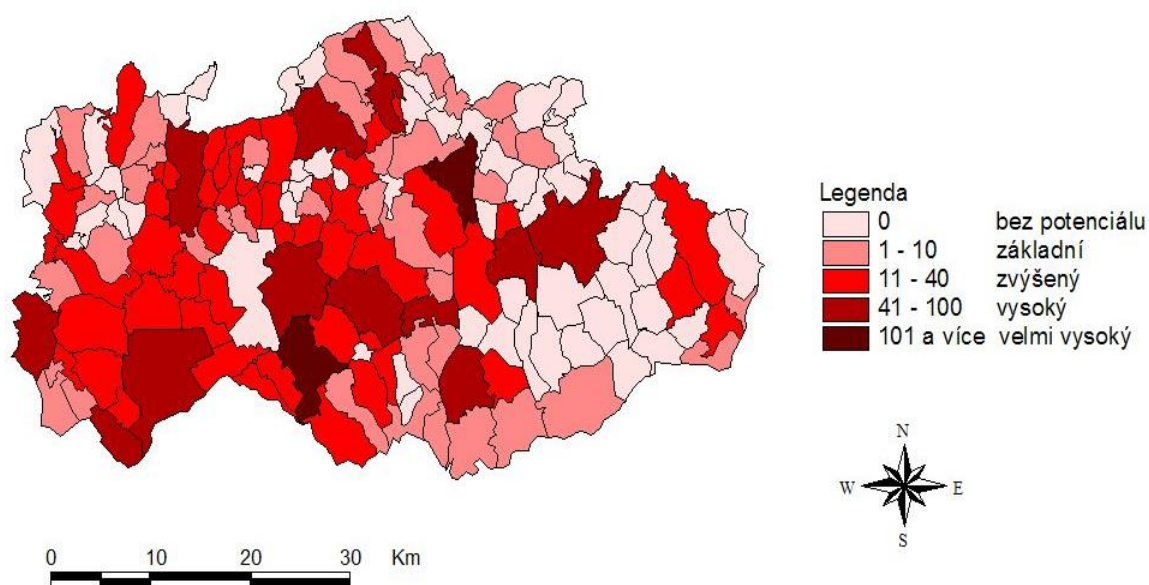 Legenda
0 bez potenciálu
1 - 10 základní
11 - 40 zvýšený
41 - 100 vysoký
101 a více velmi vysoký
N
W E
S
0 10 20 30 Km